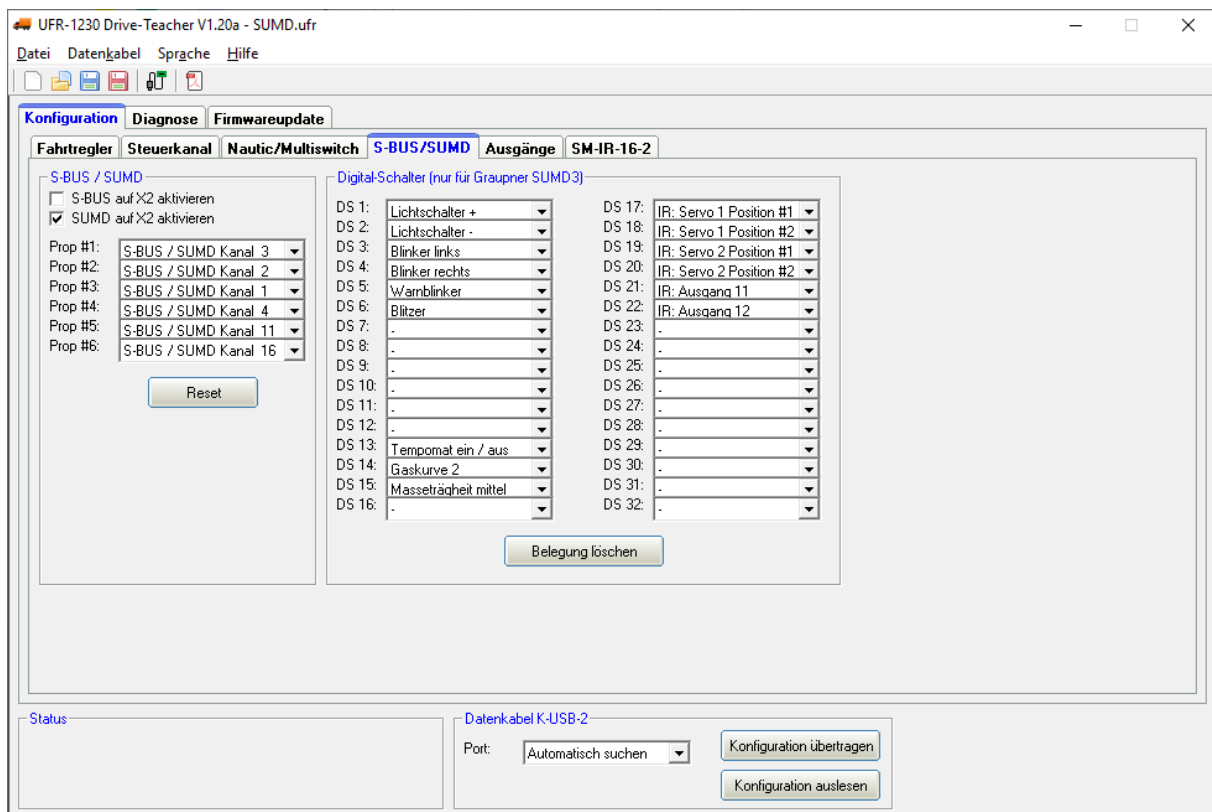 UFR-1230 Drive-Teacher V1.20a - SUMD.ufr
Datei Datenkabel Sprache Hilfe
Konfiguration Diagnose Firmwareupdate
Fahrtregler Steuerkanal Nautic/Multiswitch S-BUS/SUMD Ausgänge SM-IR-16-2
S-BUS / SUMD
S-BUS auf X2 aktivieren
SUMD auf X2 aktivieren
Prop #1: S-BUS / SUMD Kanal 3
Prop #2: S-BUS / SUMD Kanal 2
Prop #3: S-BUS / SUMD Kanal 1
Prop #4: S-BUS / SUMD Kanal 4
Prop #5: S-BUS / SUMD Kanal 11
Prop #6: S-BUS / SUMD Kanal 16
Reset
Digital-Schalter (nur für Graupner SUMD3)
DS 1: Lichtschalter +
DS 2: Lichtschalter -
DS 3: Blinker links
DS 4: Blinker rechts
DS 5: Warnblinker
DS 6: Blitzer
DS 7: -
DS 8: -
DS 9: -
DS 10: -
DS 11: -
DS 12: -
DS 13: Tempomat ein / aus
DS 14: Gaskurve 2
DS 15: Masseträgheit mittel
DS 16: -
DS 17: IR: Servo 1 Position #1
DS 18: IR: Servo 1 Position #2
DS 19: IR: Servo 2 Position #1
DS 20: IR: Servo 2 Position #2
DS 21: IR: Ausgang 11
DS 22: IR: Ausgang 12
DS 23: -
DS 24: -
DS 25: -
DS 26: -
DS 27: -
DS 28: -
DS 29: -
DS 30: -
DS 31: -
DS 32: -
Belegung löschen
Status
Datenkabel K-USB-2
Port: Automatisch suchen
Konfiguration übertragen
Konfiguration auslesen